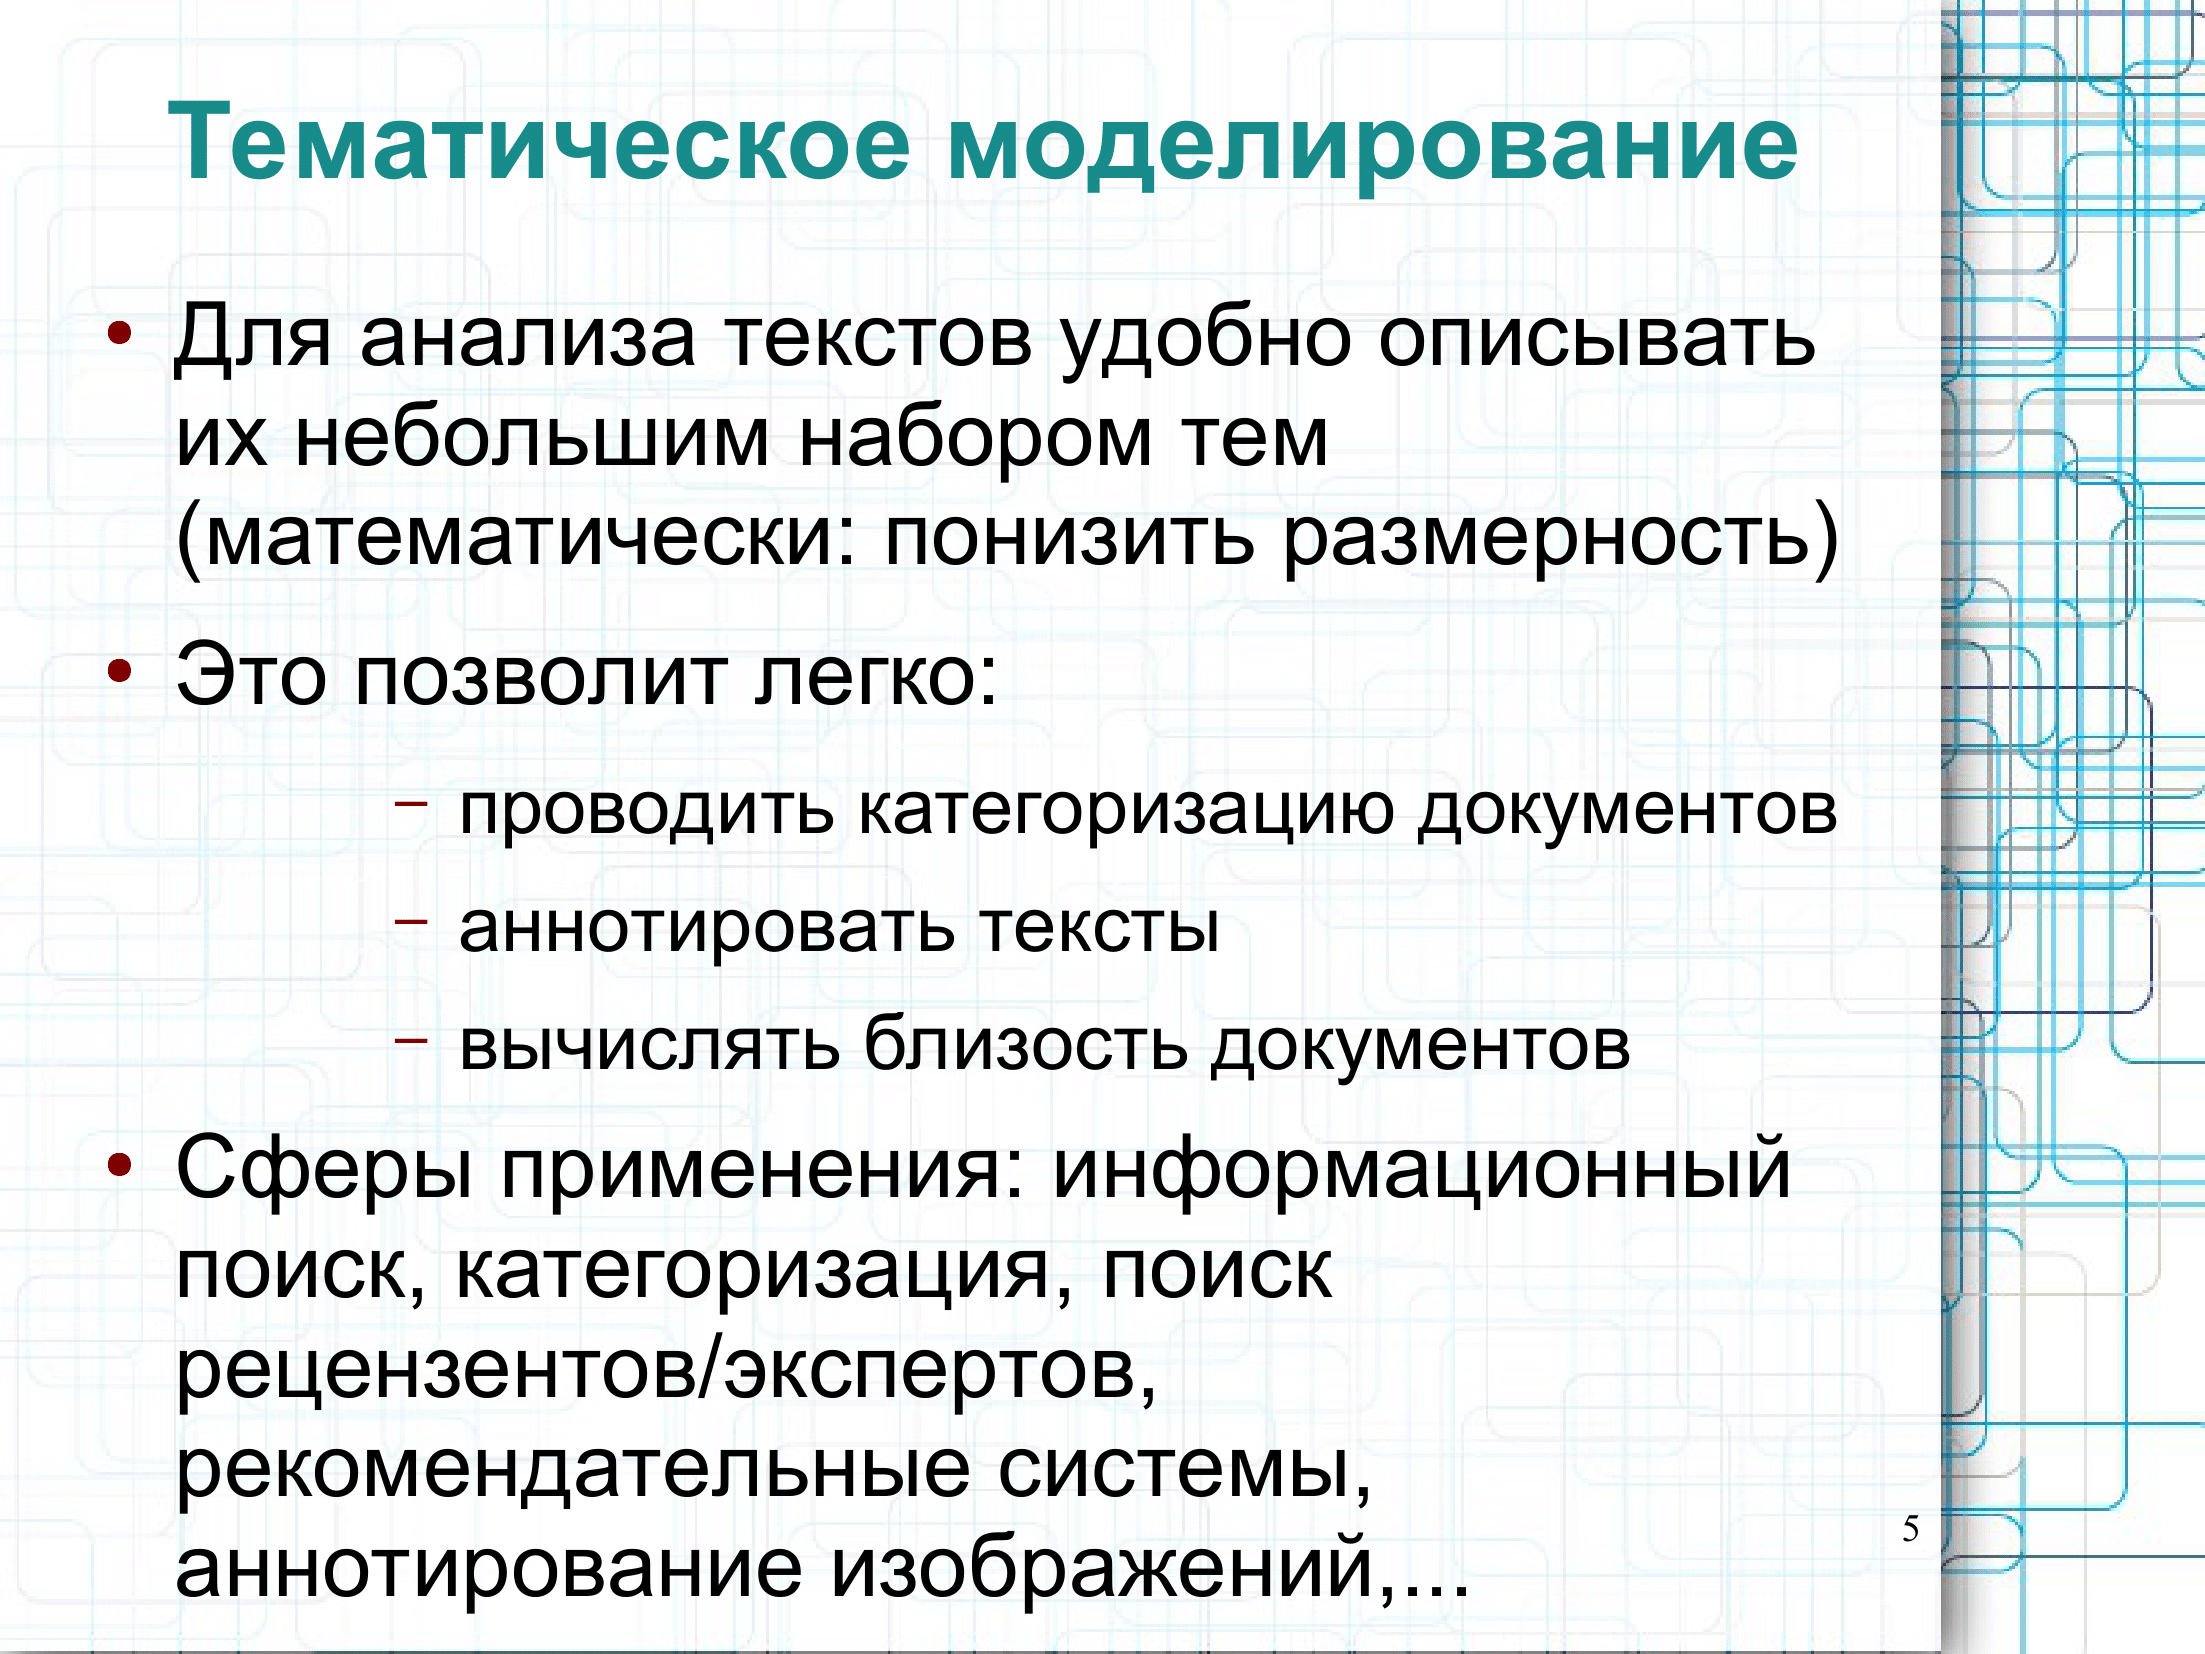 Тематическое моделирование
• Для анализа текстов удобно описывать
их небольшим набором тем
(математически: понизить размерность)
• Это позволит легко:
– проводить категоризацию документов
– аннотировать тексты
– вычислять близость документов
• Сферы применения: информационный
поиск, категоризация, поиск
рецензентов/экспертов,
рекомендательные системы,
аннотирование изображений,...
5